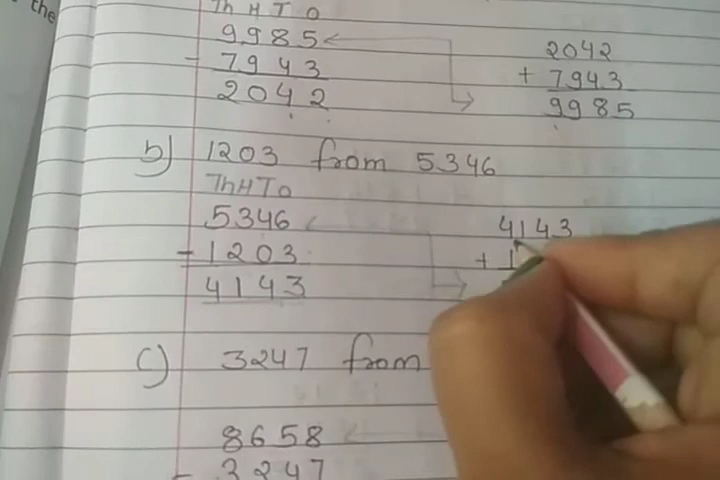 the
Th H T O
9985
- 7943
2042
2042
+ 7943
9985
b) 1203 from 5346
Th H T O
5346
- 1203
4143
4143
+ 1
c) 3247 from
8658
- 3247